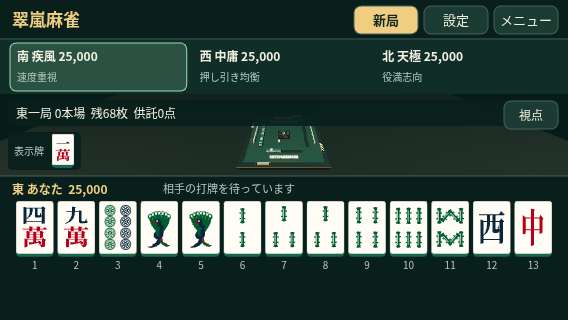 翠嵐麻雀
新局 設定 メニュー
南 疾風 25,000
速度重視
西 中庸 25,000
押し引き均衡
北 天極 25,000
役満志向
東一局 0本場 残68枚 供託0点
視点
表示牌
一萬
東 あなた 25,000
相手の打牌を待っています
四萬 九萬 西 中
1 2 3 4 5 6 7 8 9 10 11 12 13